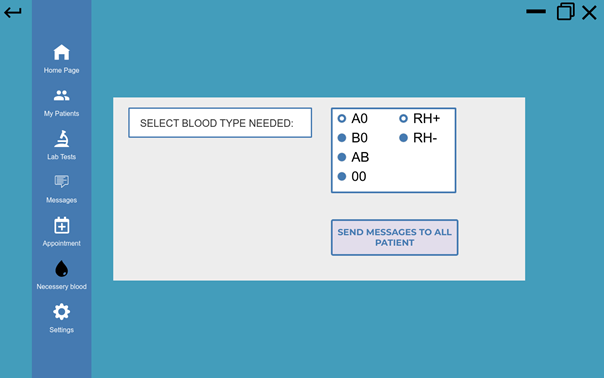 Home Page
My Patients
Lab Tests
Messages
Appointment
Necessery blood
Settings
SELECT BLOOD TYPE NEEDED:
A0 RH+
B0 RH-
AB
00
SEND MESSAGES TO ALL
PATIENT